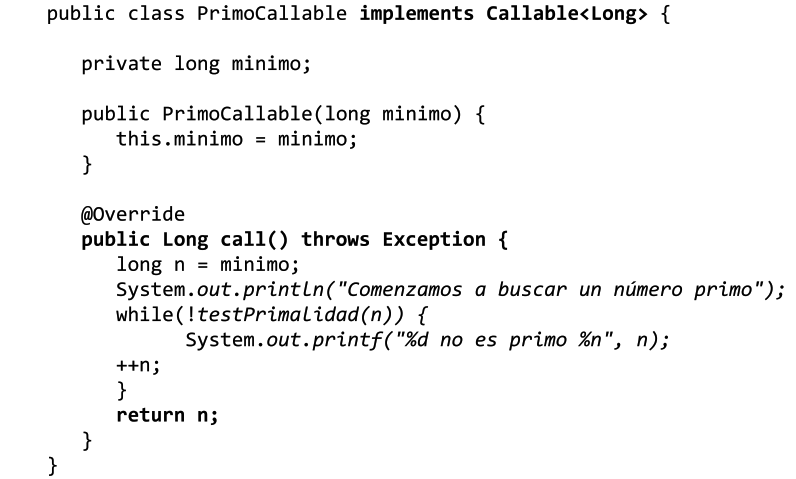 public class PrimoCallable implements Callable<Long> {
private long minimo;
public PrimoCallable(long minimo) {
this.minimo = minimo;
}
@Override
public Long call() throws Exception {
long n = minimo;
System.out.println("Comenzamos a buscar un número primo");
while(!testPrimalidad(n)) {
System.out.printf("%d no es primo %n", n);
++n;
}
return n;
}
}